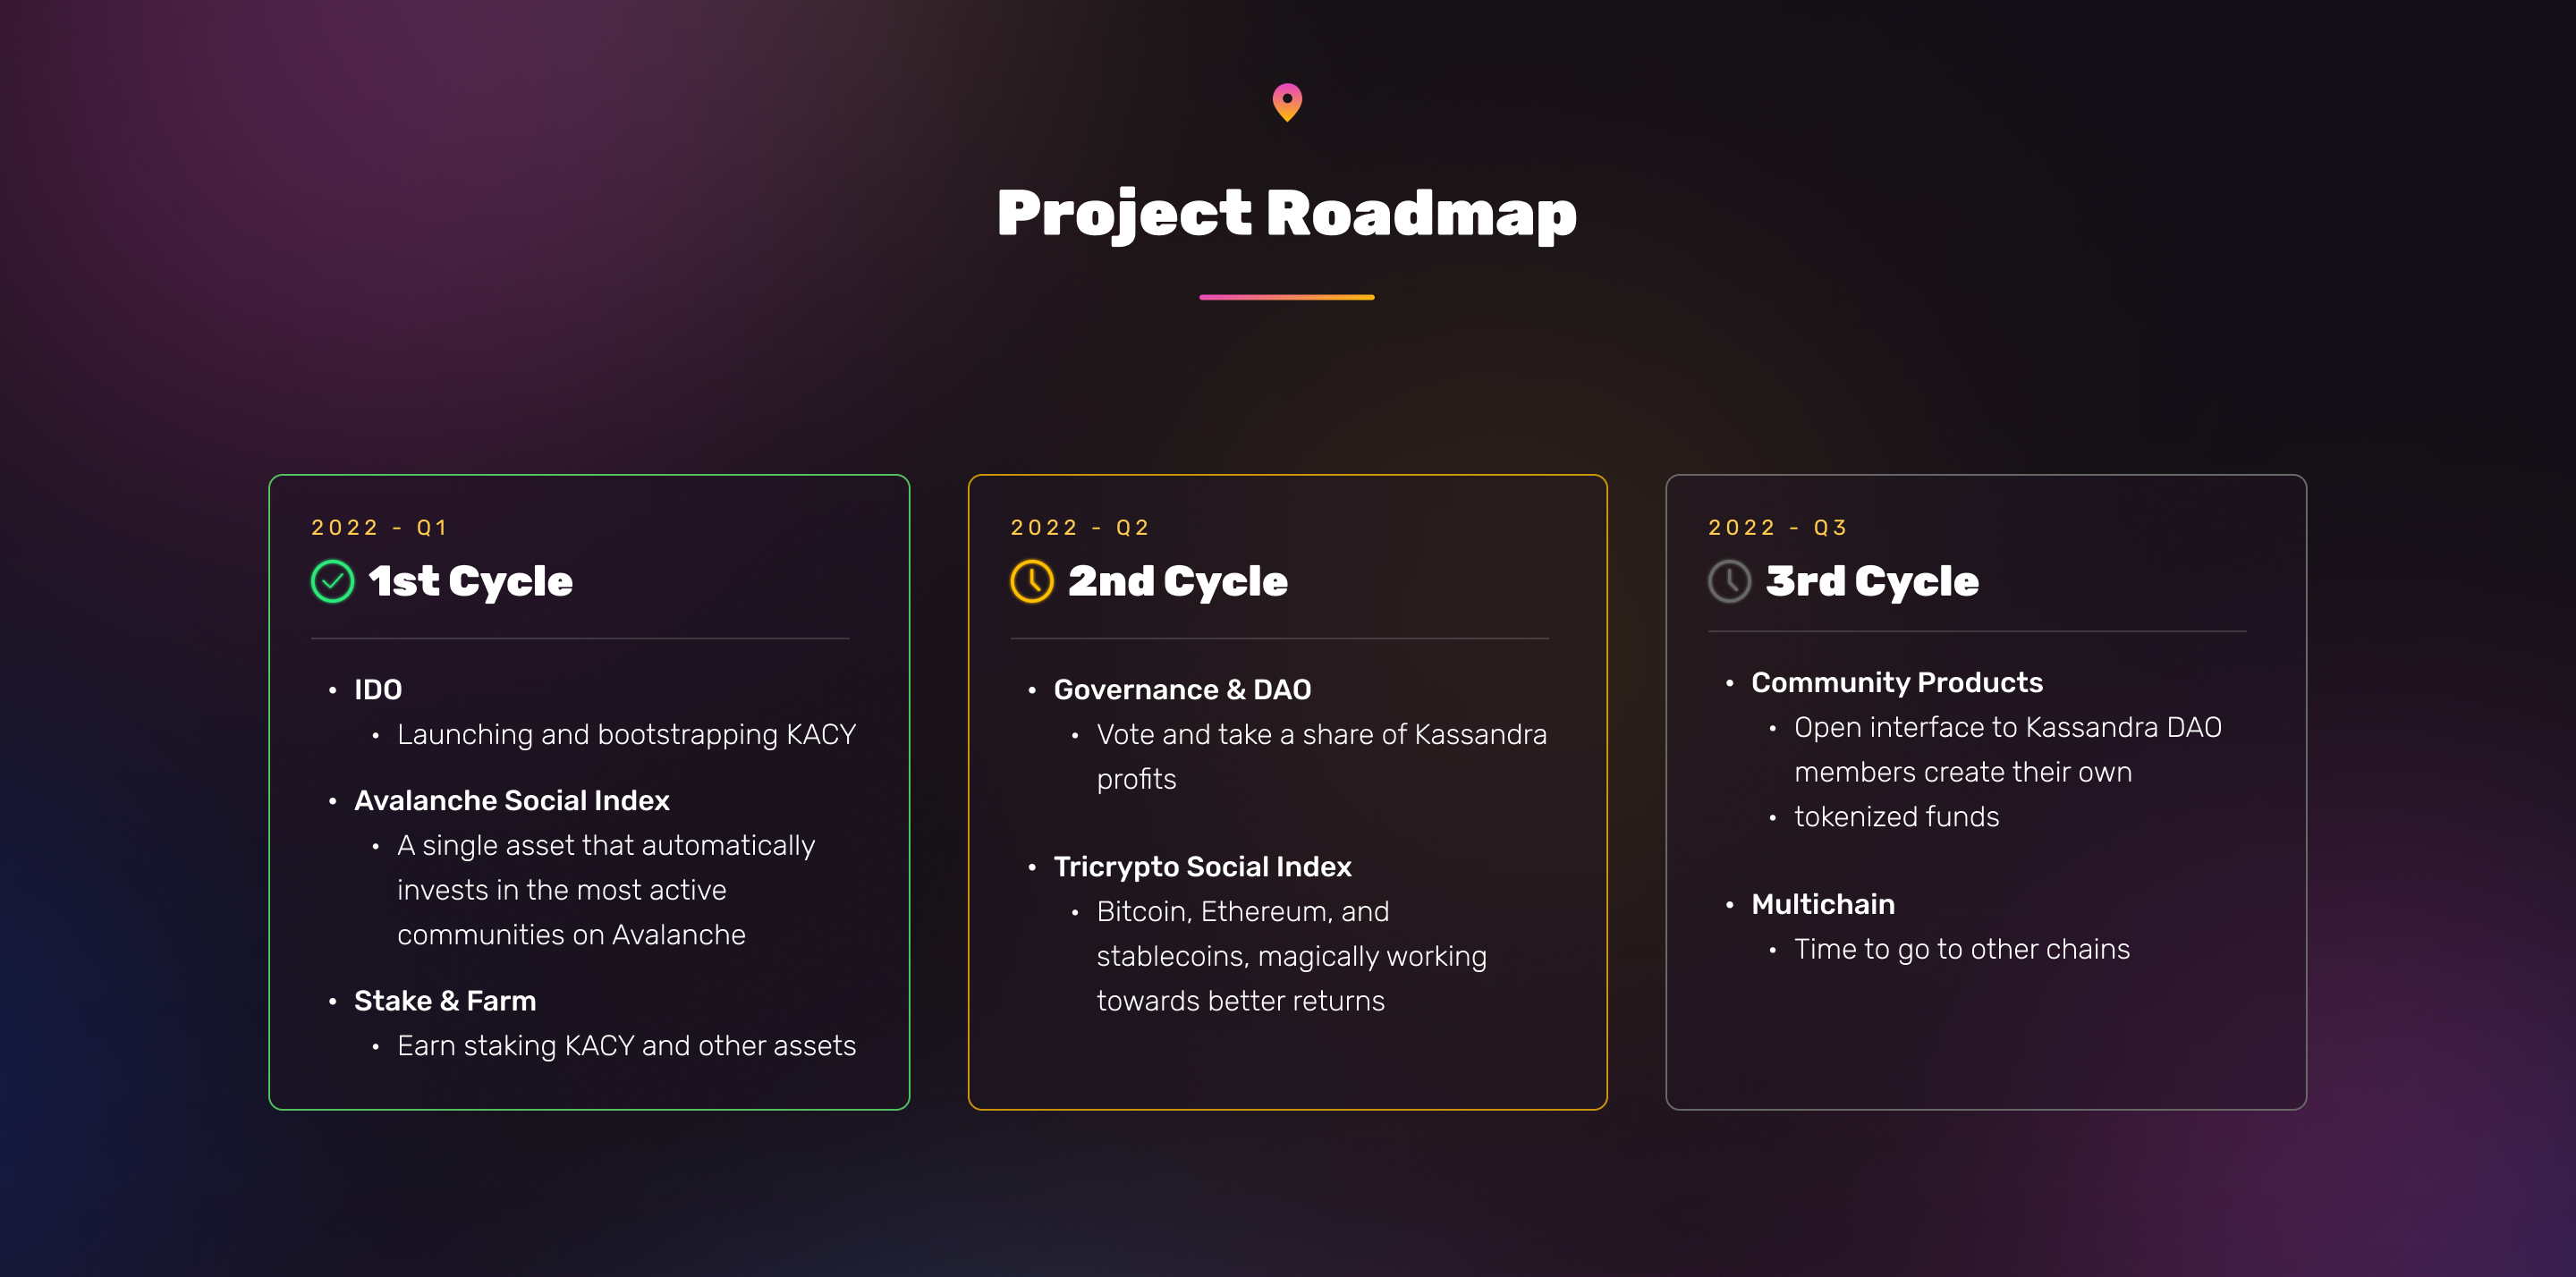 Project Roadmap
2022 - Q1
1st Cycle
• IDO
• Launching and bootstrapping KACY
• Avalanche Social Index
• A single asset that automatically
invests in the most active
communities on Avalanche
• Stake & Farm
• Earn staking KACY and other assets
2022 - Q2
2nd Cycle
• Governance & DAO
• Vote and take a share of Kassandra
profits
• Tricrypto Social Index
• Bitcoin, Ethereum, and
stablecoins, magically working
towards better returns
2022 - Q3
3rd Cycle
• Community Products
• Open interface to Kassandra DAO
members create their own
• tokenized funds
• Multichain
• Time to go to other chains